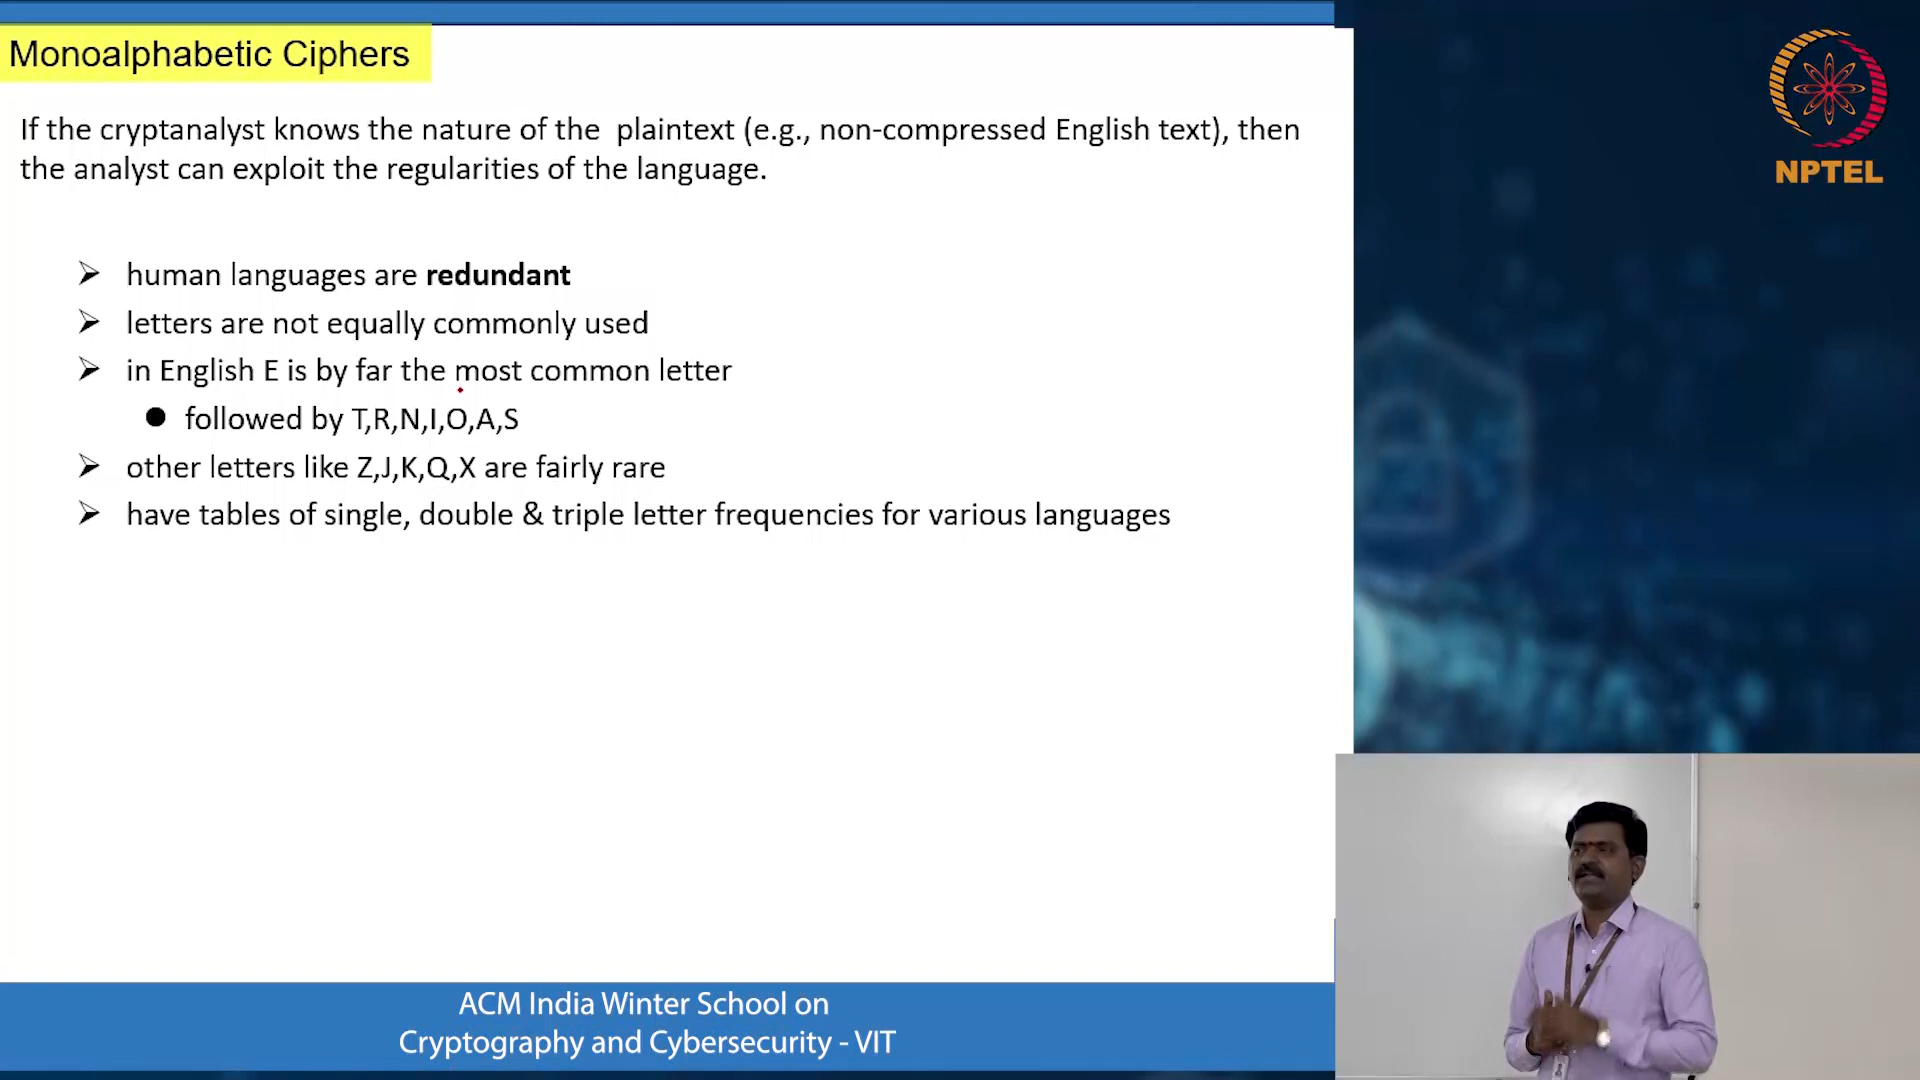 Monoalphabetic Ciphers
If the cryptanalyst knows the nature of the plaintext (e.g., non-compressed English text), then
the analyst can exploit the regularities of the language.
➢ human languages are redundant
➢ letters are not equally commonly used
➢ in English E is by far the most common letter
● followed by T,R,N,I,O,A,S
➢ other letters like Z,J,K,Q,X are fairly rare
➢ have tables of single, double & triple letter frequencies for various languages
NPTEL
ACM India Winter School on
Cryptography and Cybersecurity - VIT